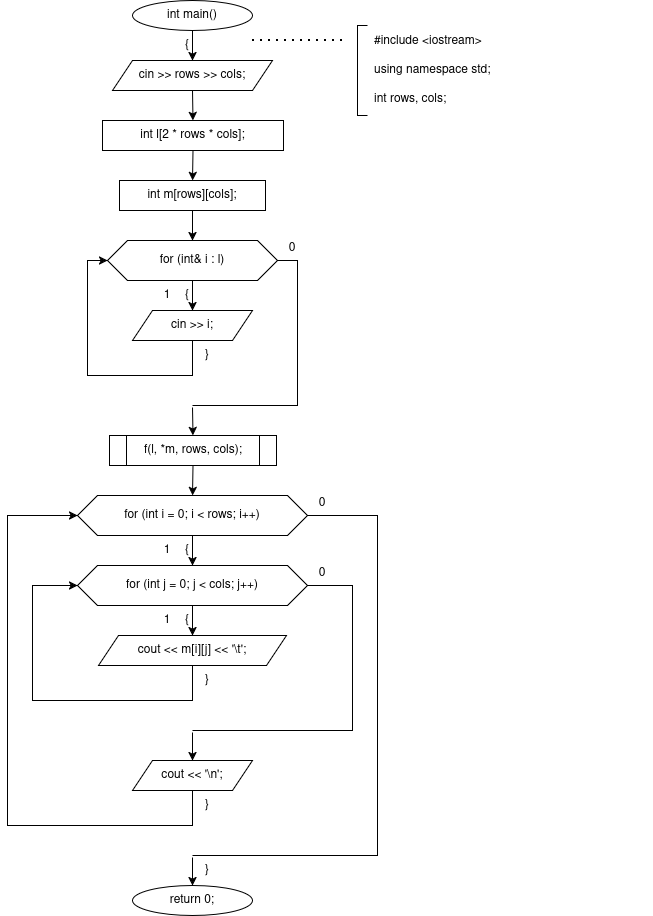 int main()
{
#include <iostream>
using namespace std;
int rows, cols;
cin >> rows >> cols;
int l[2 * rows * cols];
int m[rows][cols];
0
for (int& i : l)
1 {
cin >> i;
}
f(l, *m, rows, cols);
0
for (int i = 0; i < rows; i++)
1 {
0
for (int j = 0; j < cols; j++)
1 {
cout << m[i][j] << '\t';
}
cout << '\n';
}
}
return 0;